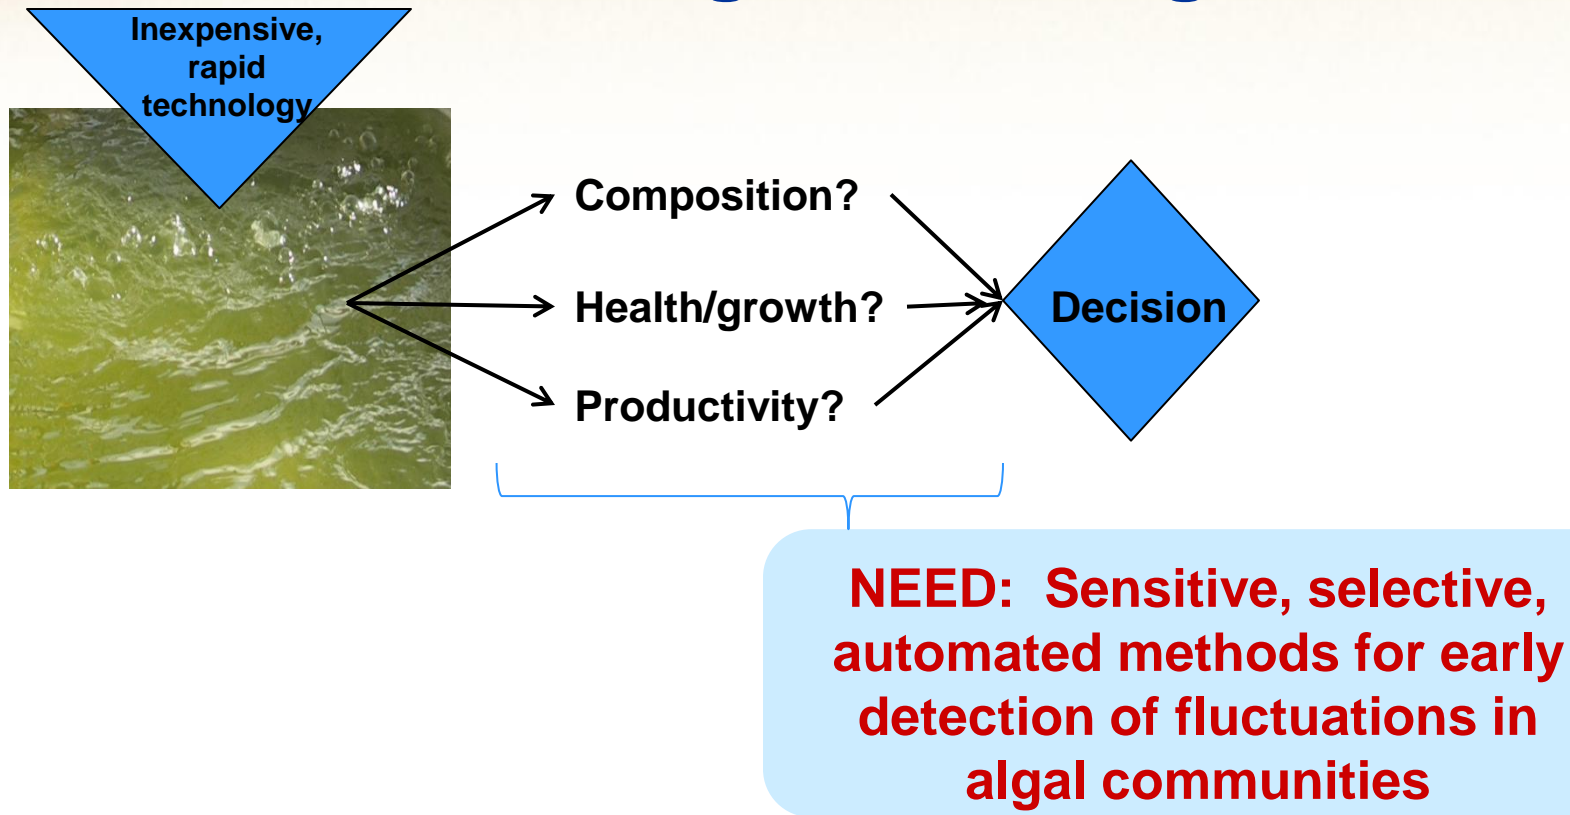 Inexpensive,
rapid
technology
Composition?
Health/growth?
Productivity?
Decision
NEED: Sensitive, selective,
automated methods for early
detection of fluctuations in
algal communities